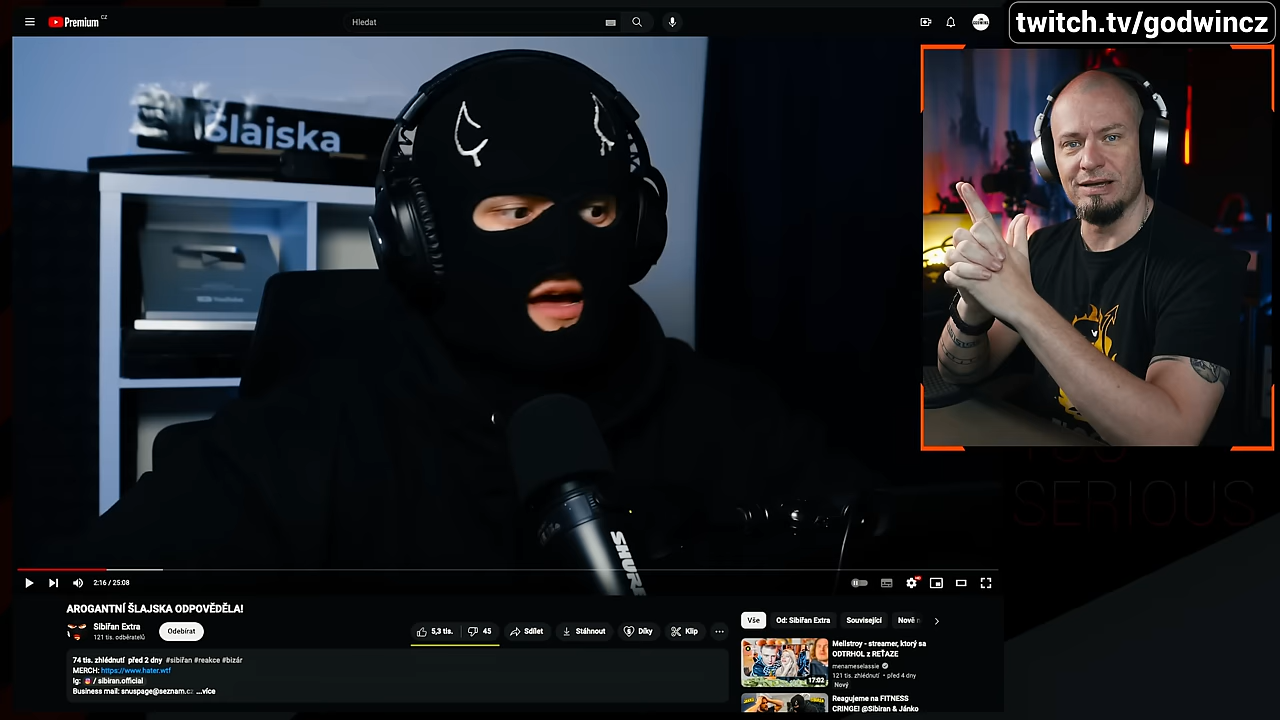 Premium CZ
Hledat
twitch.tv/godwincz
Šlajska
YouTube
SHURE
SERIOUS
2:16 / 25:08
AROGANTNÍ ŠLAJSKA ODPOVĚDĚLA!
Sibiřan Extra
121 tis. odběratelů
Odebírat
5,3 tis.
45
Sdílet
Stáhnout
Díky
Klip
74 tis. zhlédnutí před 2 dny #sibiřan #reakce #bizár
MERCH: https://www.hater.wtf
Ig: / sibiran.official
Business mail: snuspage@seznam.cz ...více
Vše
Od: Sibiřan Extra
Související
Nově n
Mellstroy - streamer, ktorý sa
ODTRHOL z REŤAZE
menameselassie
121 tis. zhlédnutí • před 4 dny
Nový
17:02
Reagujeme na FITNESS
CRINGE! @Sibiran & Jánko